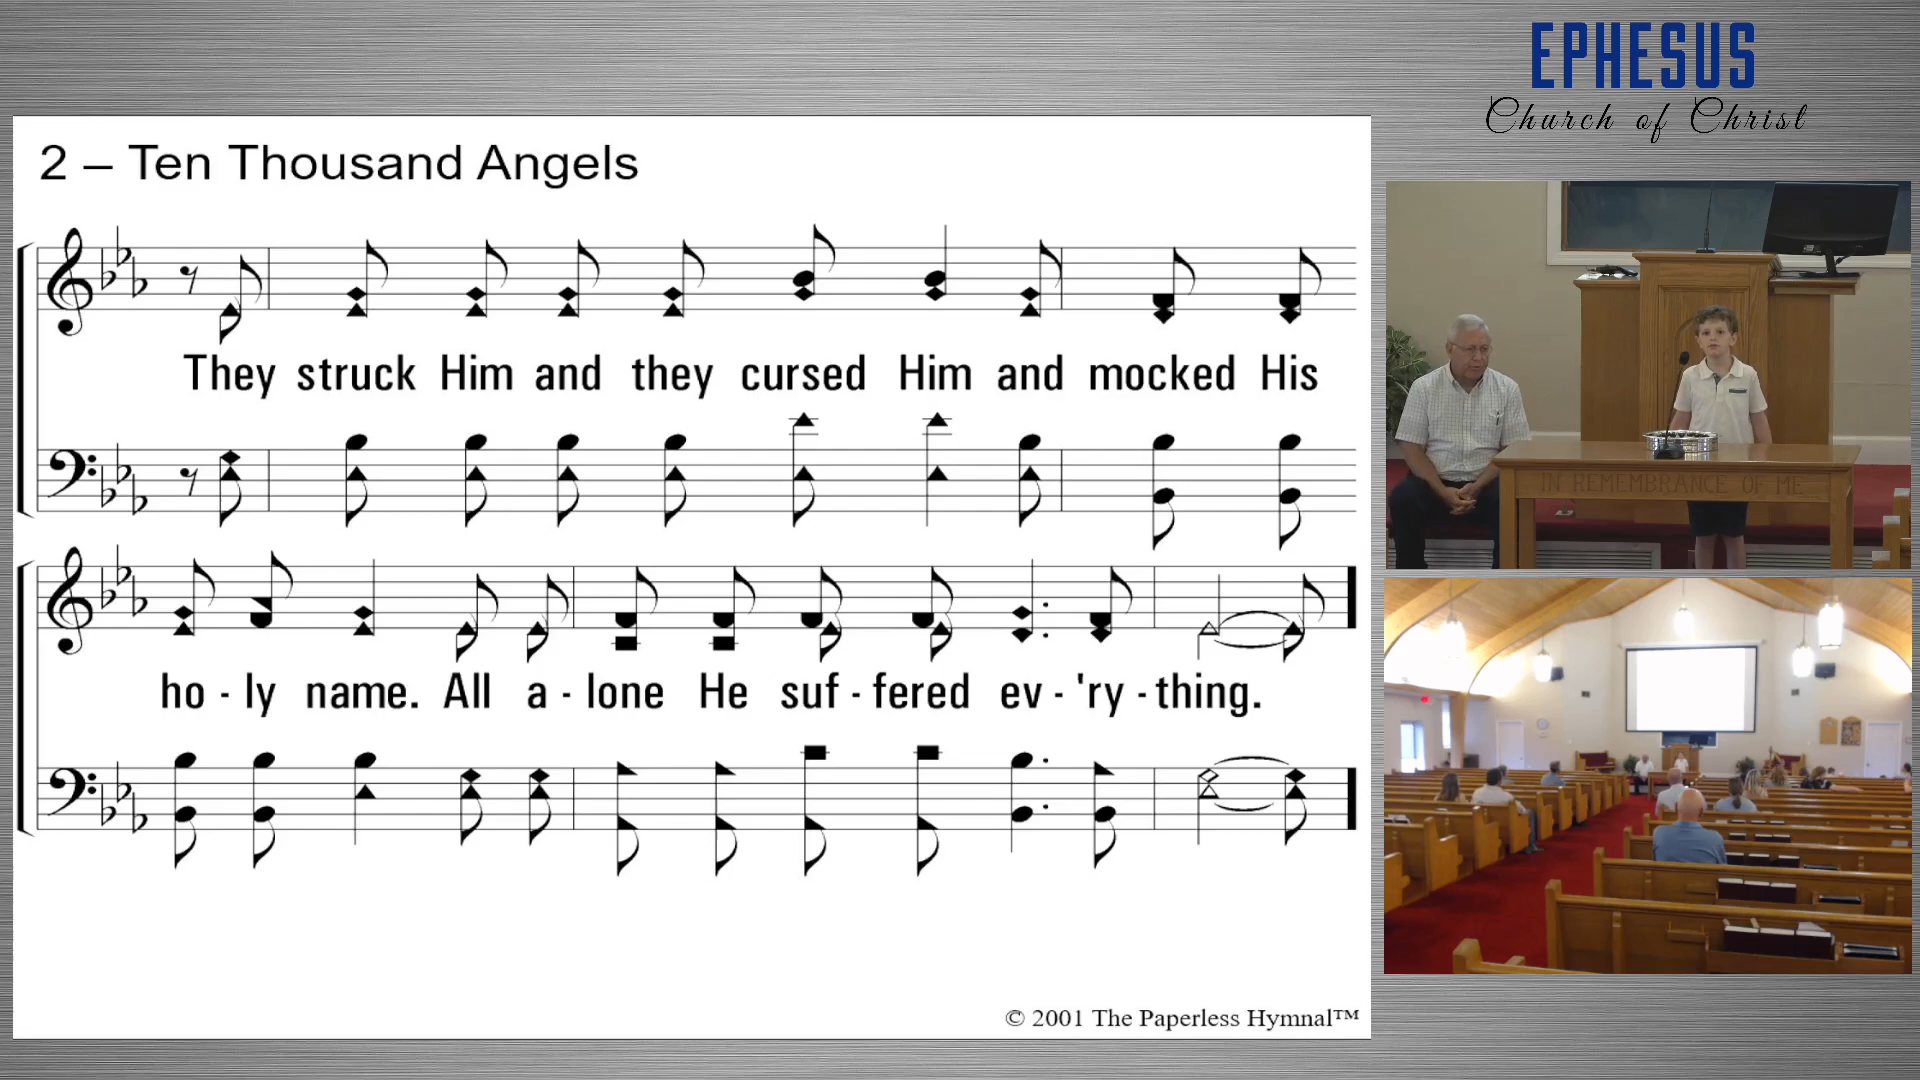 EPHESUS
Church of Christ
2 – Ten Thousand Angels
They struck Him and they cursed Him and mocked His
ho - ly name. All a - lone He suf - fered ev - 'ry - thing.
© 2001 The Paperless Hymnal™
IN REMEMBRANCE OF ME